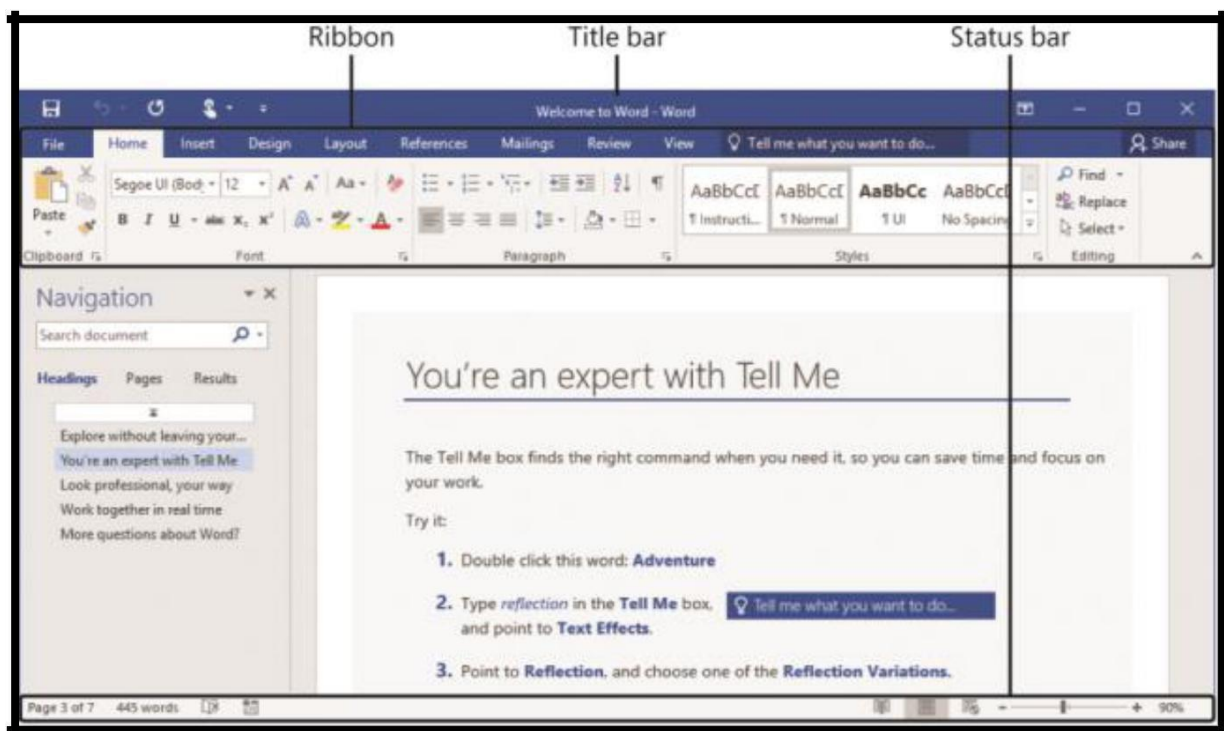 Ribbon Title bar Status bar
Welcome to Word - Word
File Home Insert Design Layout References Mailings Review View Tell me what you want to do... Share
Paste
Segoe UI (Body 12 A A Aa
B I U abc x, x² A A
AaBbCcD AaBbCcD AaBbCc AaBbCcD
¶ Instructi... ¶ Normal ¶ UI No Spacing
Find
Replace
Select
Clipboard Font Paragraph Styles Editing
Navigation
Search document
Headings Pages Results
Explore without leaving your...
You're an expert with Tell Me
Look professional, your way
Work together in real time
More questions about Word?
You're an expert with Tell Me
The Tell Me box finds the right command when you need it, so you can save time and focus on
your work.
Try it:
1. Double click this word: Adventure
2. Type reflection in the Tell Me box, Tell me what you want to do...
and point to Text Effects.
3. Point to Reflection, and choose one of the Reflection Variations.
Page 3 of 7 445 words 90%